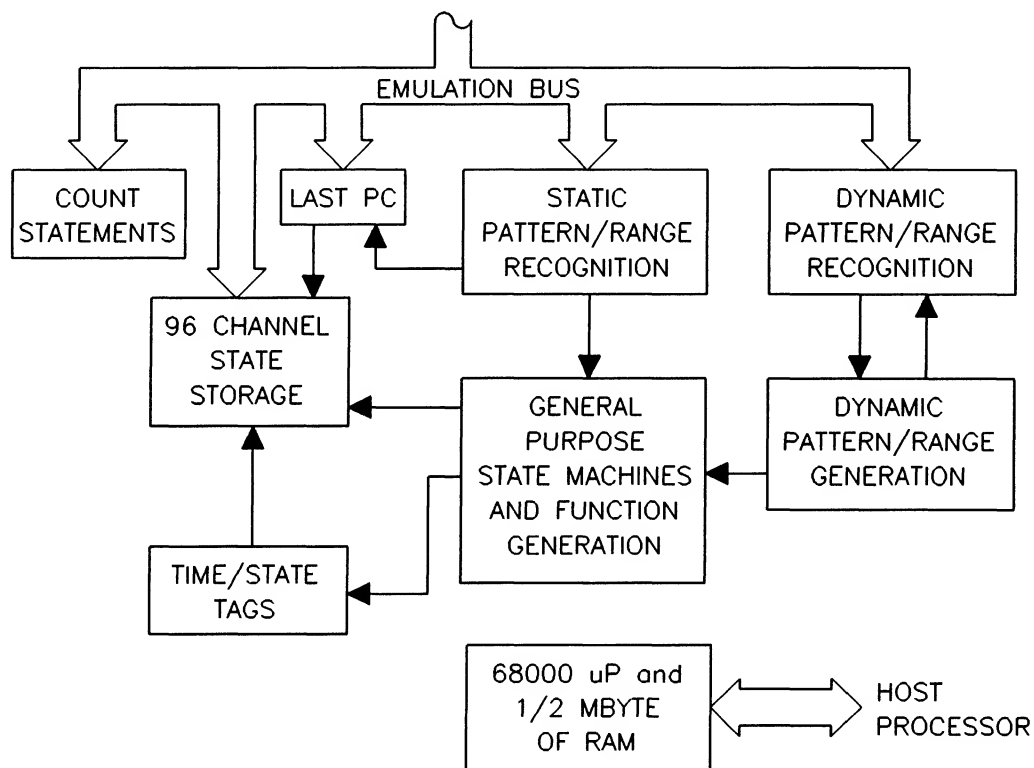 EMULATION BUS
COUNT
STATEMENTS
LAST PC
STATIC
PATTERN/RANGE
RECOGNITION
DYNAMIC
PATTERN/RANGE
RECOGNITION
96 CHANNEL
STATE
STORAGE
GENERAL
PURPOSE
STATE MACHINES
AND FUNCTION
GENERATION
DYNAMIC
PATTERN/RANGE
GENERATION
TIME/STATE
TAGS
68000 uP and
1/2 MBYTE
OF RAM
HOST
PROCESSOR